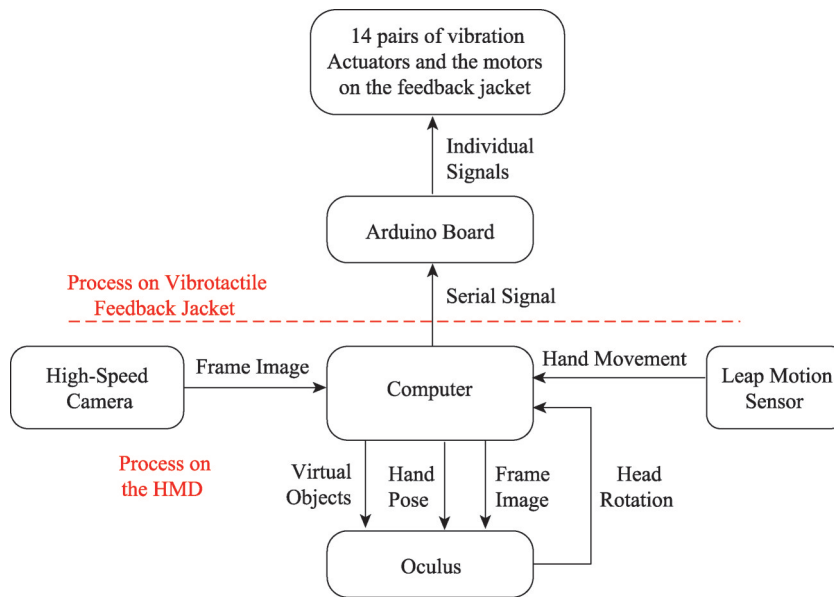 14 pairs of vibration
Actuators and the motors
on the feedback jacket
Individual
Signals
Arduino Board
Process on Vibrotactile
Feedback Jacket
Serial Signal
High-Speed
Camera
Frame Image
Computer
Hand Movement
Leap Motion
Sensor
Process on
the HMD
Virtual
Objects
Hand
Pose
Frame
Image
Head
Rotation
Oculus